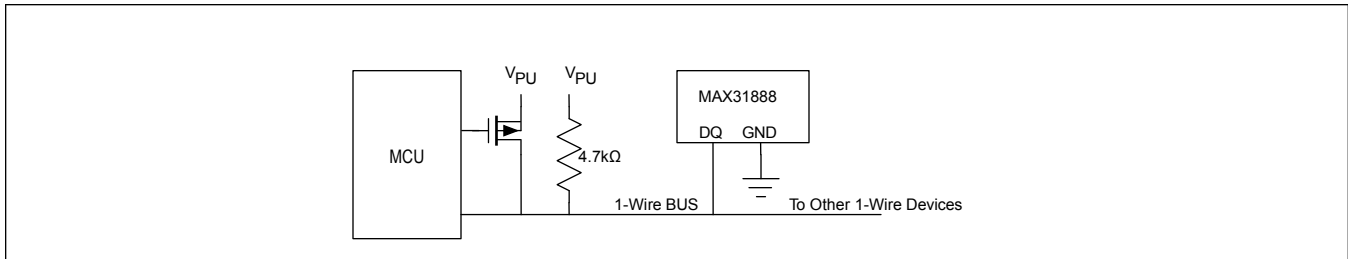 VPU VPU
MAX31888
DQ GND
MCU
4.7kΩ
1-Wire BUS To Other 1-Wire Devices